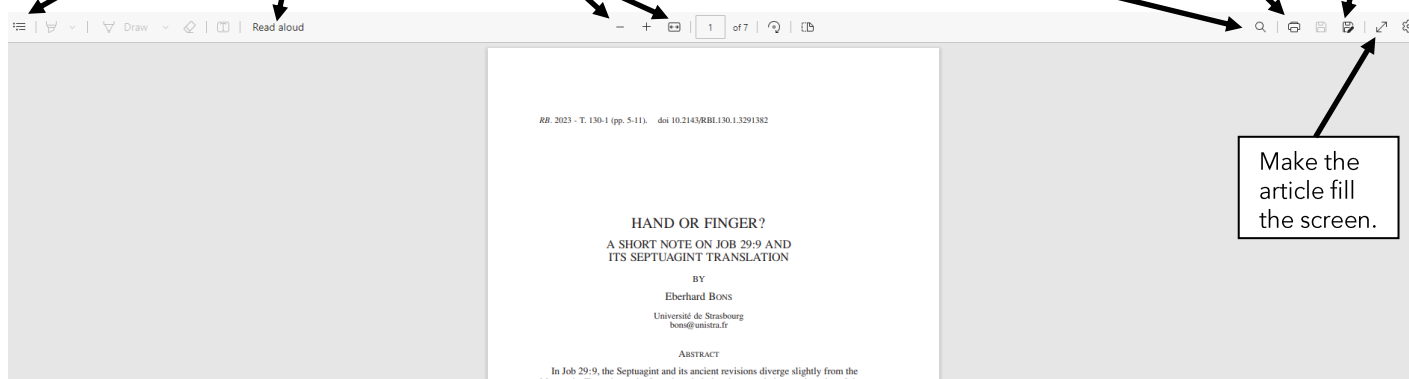 Draw Read aloud 1 of 7
RB. 2023 - T. 130-1 (pp. 5-11). doi 10.2143/RBI.130.1.3291382
Make the
article fill
the screen.
HAND OR FINGER?
A SHORT NOTE ON JOB 29:9 AND
ITS SEPTUAGINT TRANSLATION
BY
Eberhard Bons
Université de Strasbourg
bons@unistra.fr
Abstract
In Job 29:9, the Septuagint and its ancient revisions diverge slightly from the